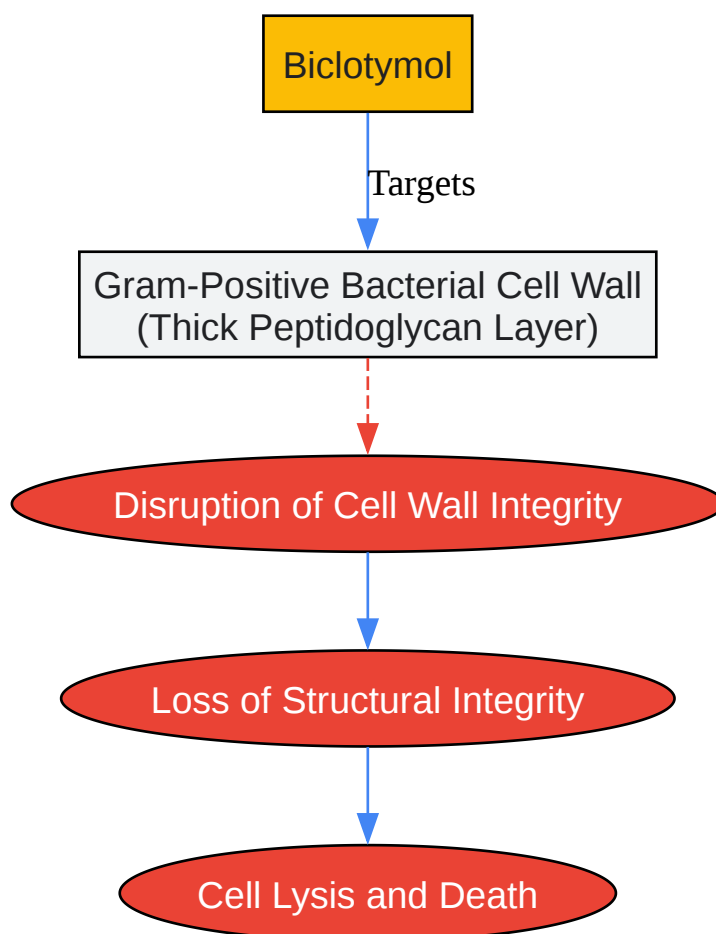 Biclotymol
Targets
Gram-Positive Bacterial Cell Wall
(Thick Peptidoglycan Layer)
Disruption of Cell Wall Integrity
Loss of Structural Integrity
Cell Lysis and Death